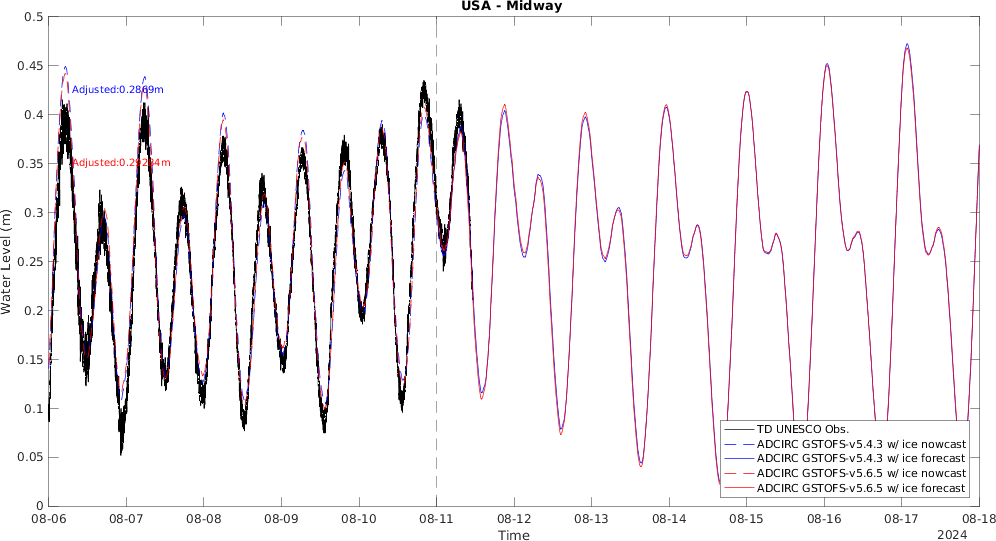 USA - Midway
0.5
0.45
0.4
0.35
0.3
0.25
0.2
0.15
0.1
0.05
0
Water Level (m)
Adjusted:0.2869m
Adjusted:0.29234m
TD UNESCO Obs.
ADCIRC GSTOFS-v5.4.3 w/ ice nowcast
ADCIRC GSTOFS-v5.4.3 w/ ice forecast
ADCIRC GSTOFS-v5.6.5 w/ ice nowcast
ADCIRC GSTOFS-v5.6.5 w/ ice forecast
08-06 08-07 08-08 08-09 08-10 08-11 08-12 08-13 08-14 08-15 08-16 08-17 08-18
Time
2024